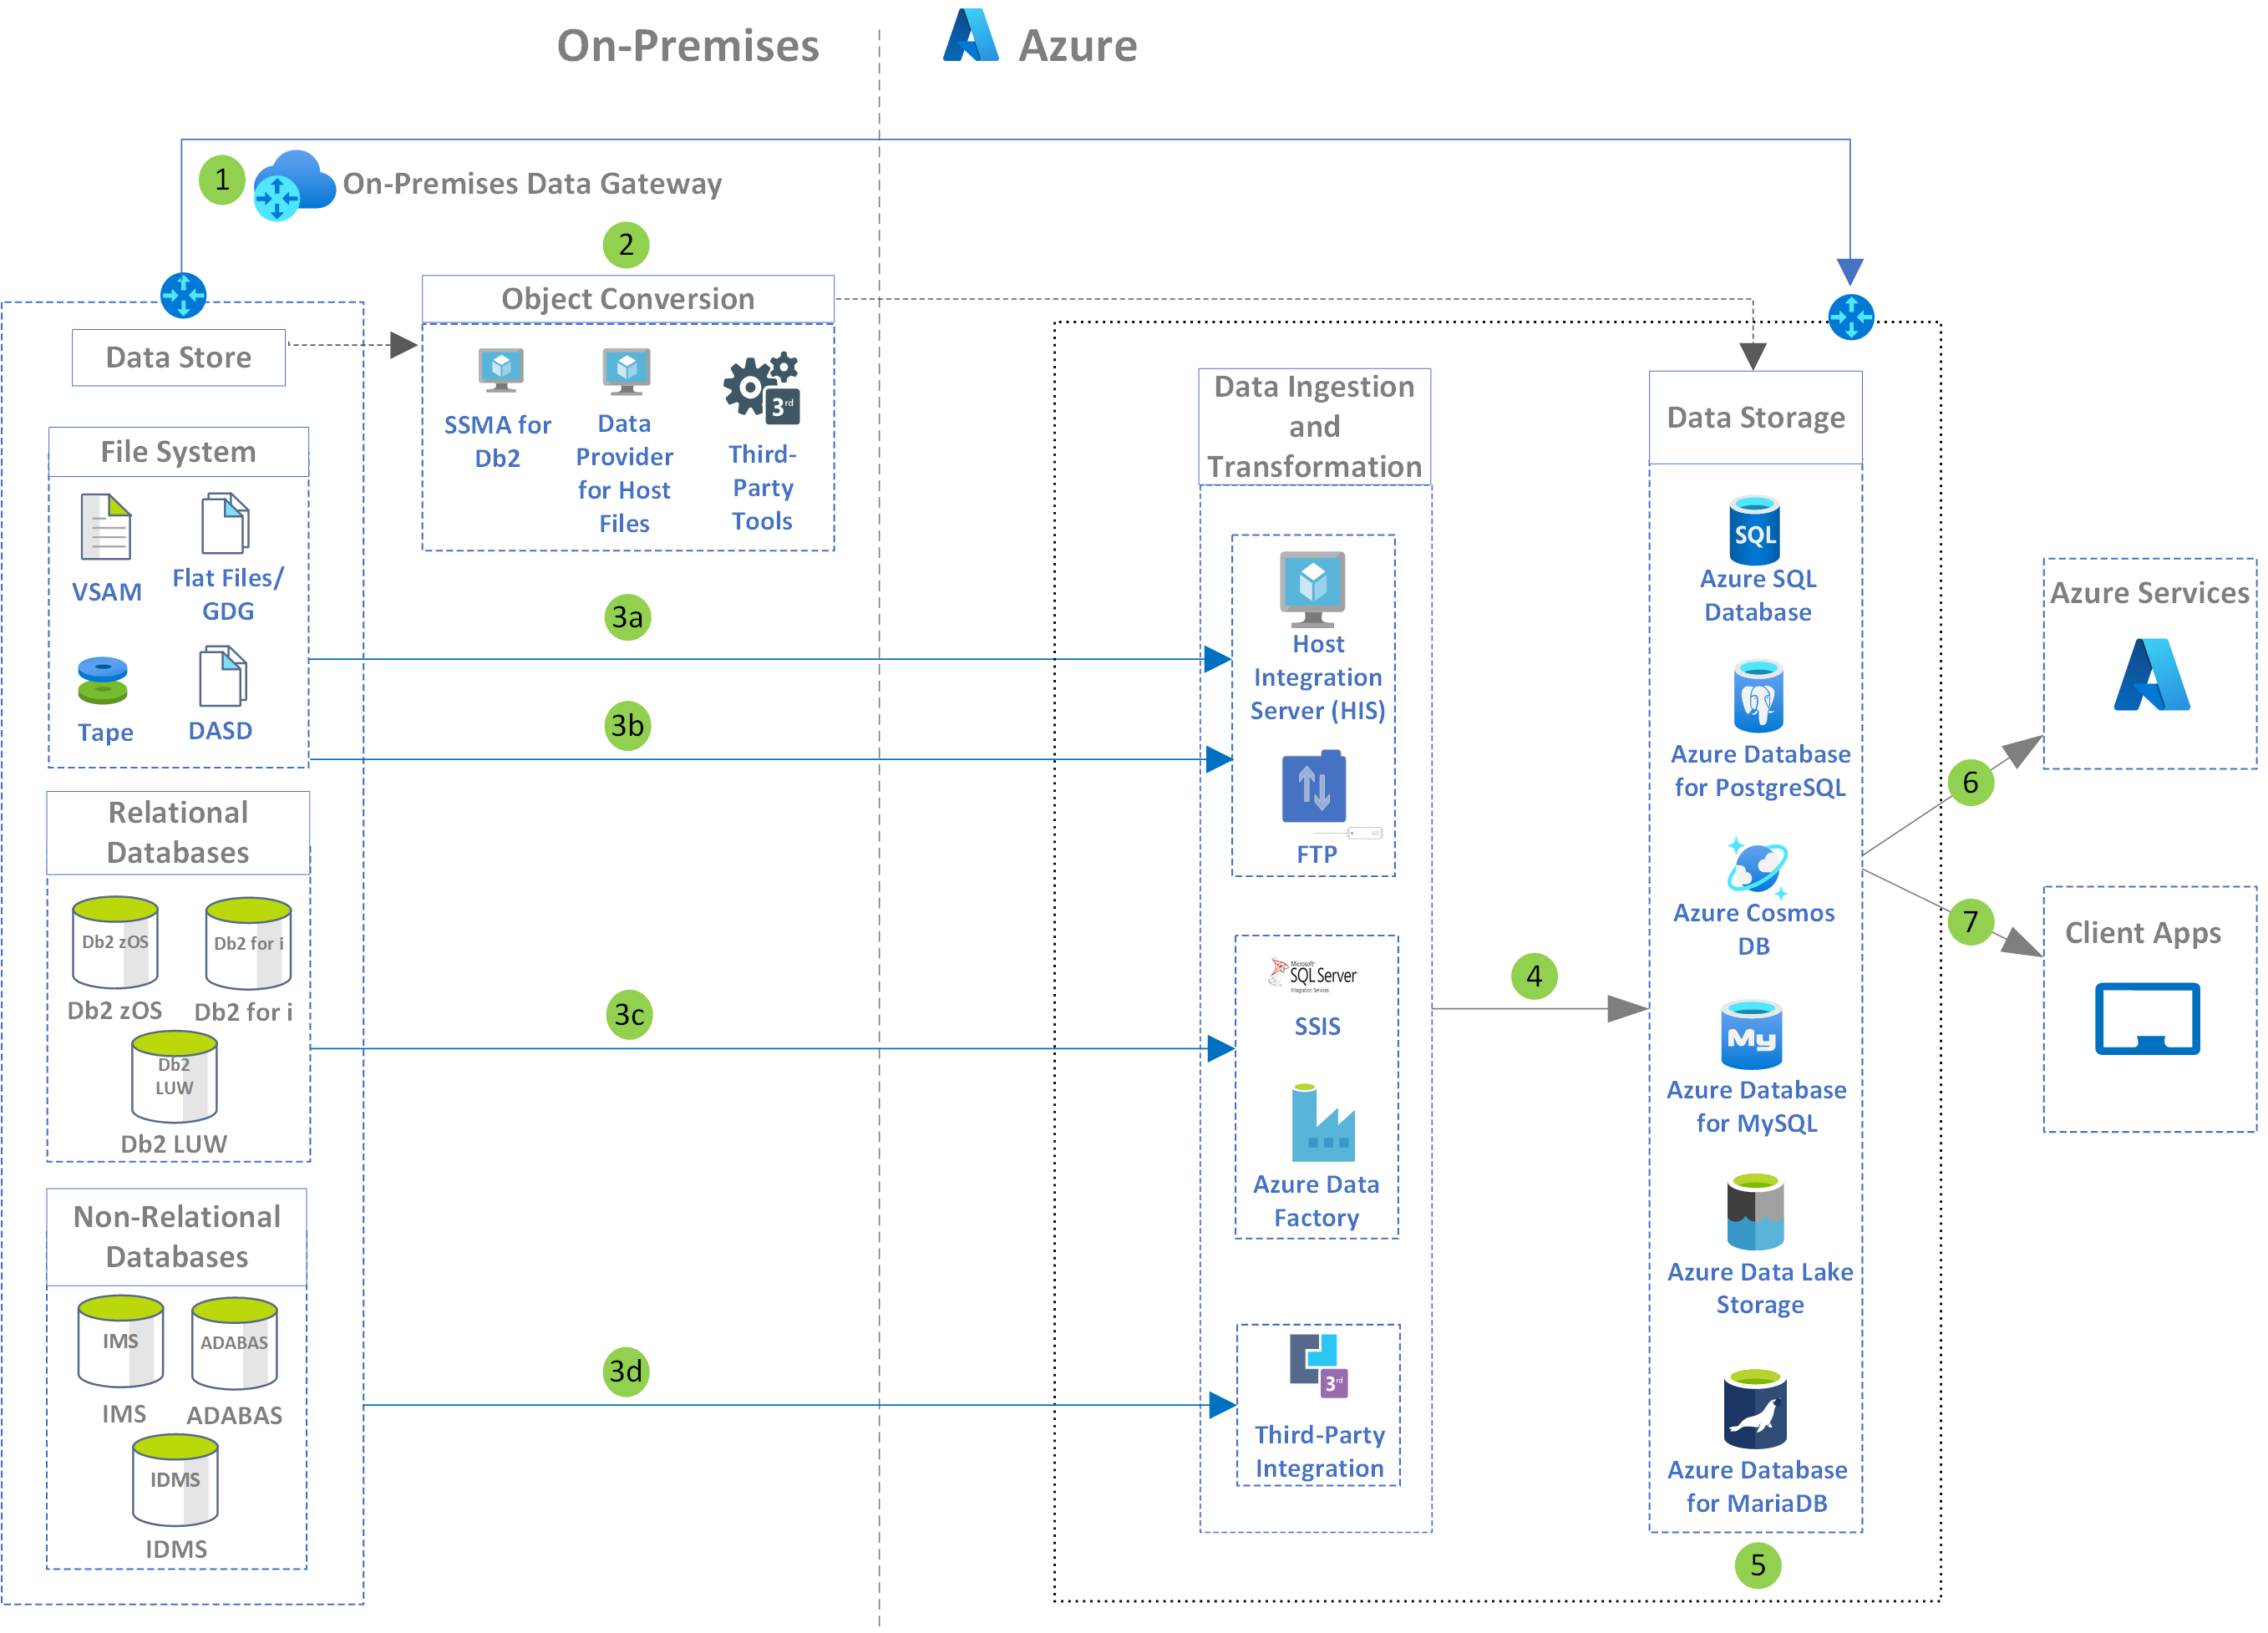 On-Premises
Azure
1
On-Premises Data Gateway
2
Object Conversion
SSMA for
Db2
Data
Provider
for Host
Files
3rd
Third-
Party
Tools
Data Store
File System
VSAM
Flat Files/
GDG
Tape
DASD
Relational
Databases
Db2 zOS
Db2 zOS
Db2 for i
Db2 for i
Db2
LUW
Db2 LUW
Non-Relational
Databases
IMS
IMS
ADABAS
ADABAS
IDMS
IDMS
3a
3b
3c
3d
Data Ingestion
and
Transformation
Host
Integration
Server (HIS)
FTP
Microsoft
SQL Server
Integration Services
SSIS
Azure Data
Factory
3rd
Third-Party
Integration
4
Data Storage
SQL
Azure SQL
Database
Azure Database
for PostgreSQL
Azure Cosmos
DB
My
Azure Database
for MySQL
Azure Data Lake
Storage
Azure Database
for MariaDB
5
6
Azure Services
7
Client Apps